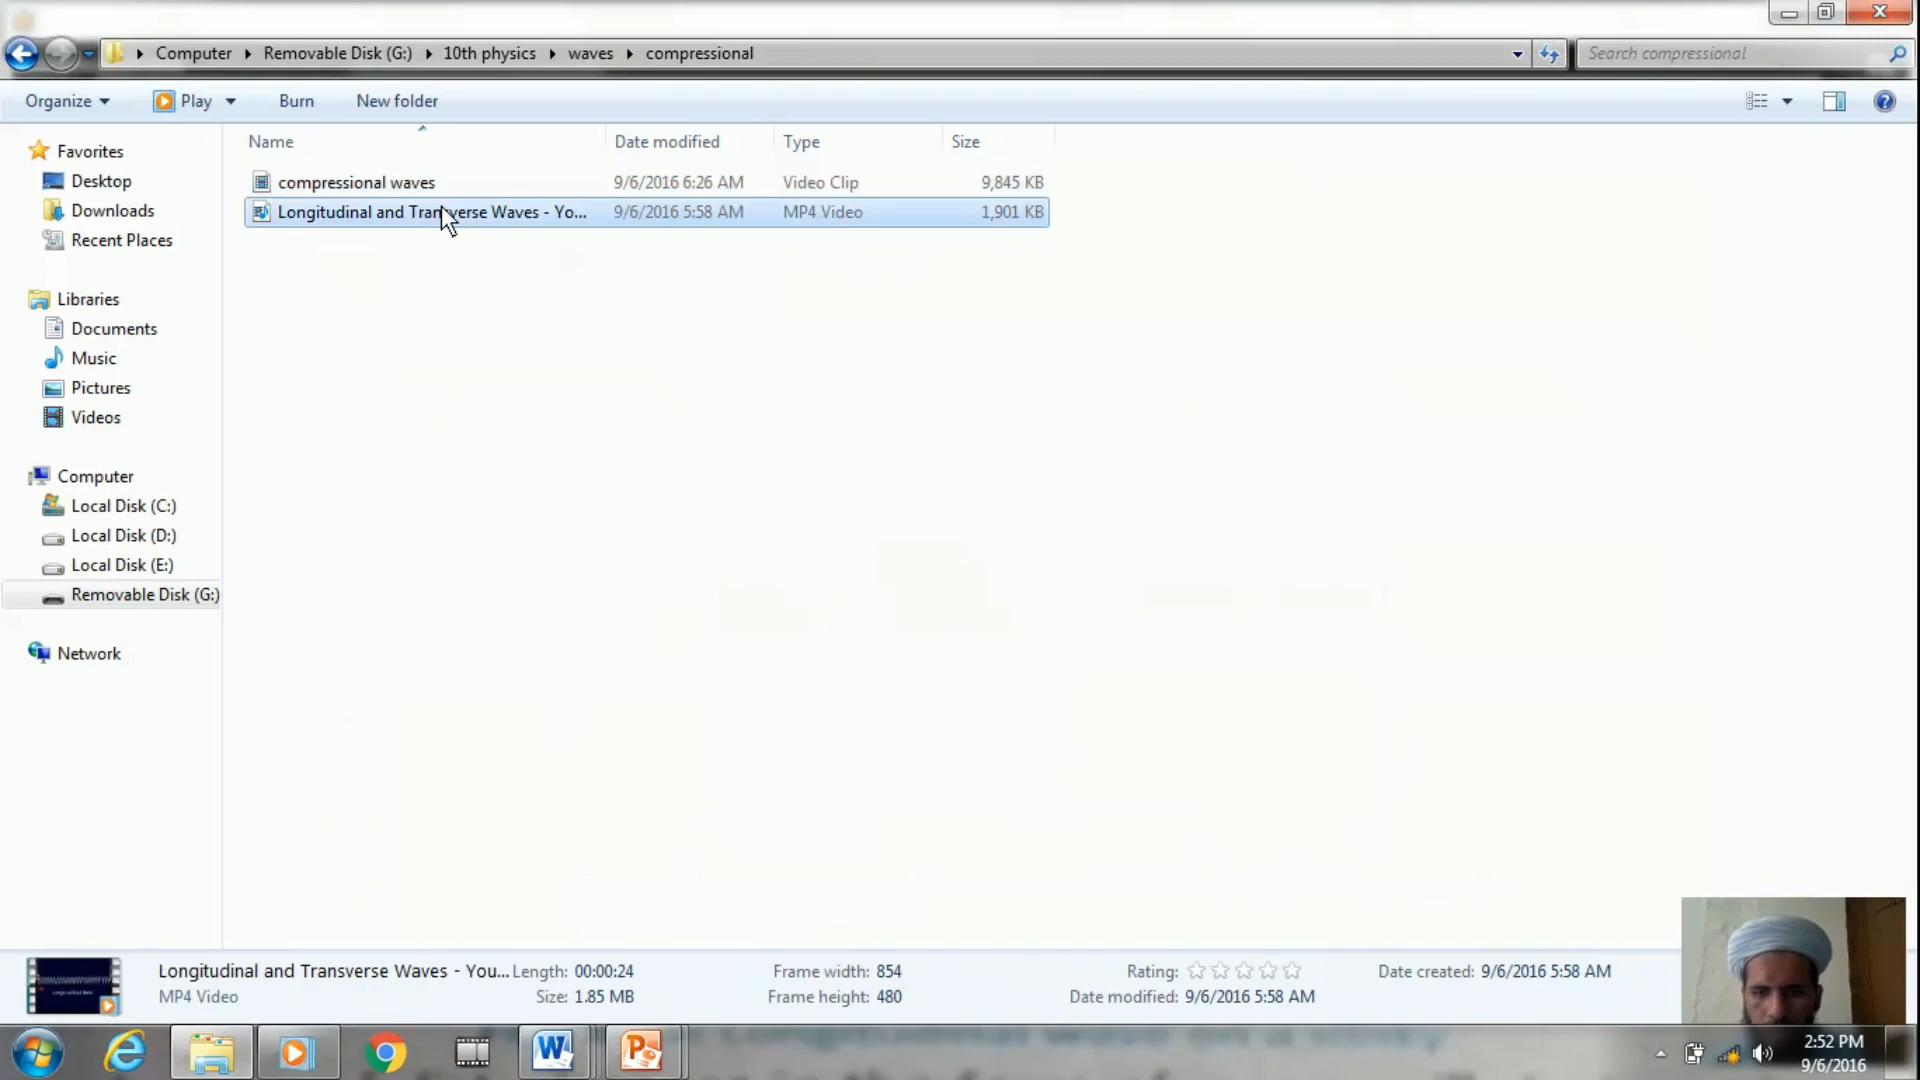 Computer Removable Disk (G:) 10th physics waves compressional Search compressional
Organize Play Burn New folder
Name Date modified Type Size
compressional waves 9/6/2016 6:26 AM Video Clip 9,845 KB
Longitudinal and Transverse Waves - Yo... 9/6/2016 5:58 AM MP4 Video 1,901 KB
Favorites
Desktop
Downloads
Recent Places
Libraries
Documents
Music
Pictures
Videos
Computer
Local Disk (C:)
Local Disk (D:)
Local Disk (E:)
Removable Disk (G:)
Network
Longitudinal and Transverse Waves - You... Length: 00:00:24 Frame width: 854 Rating: Date created: 9/6/2016 5:58 AM
MP4 Video Size: 1.85 MB Frame height: 480 Date modified: 9/6/2016 5:58 AM
2:52 PM
9/6/2016